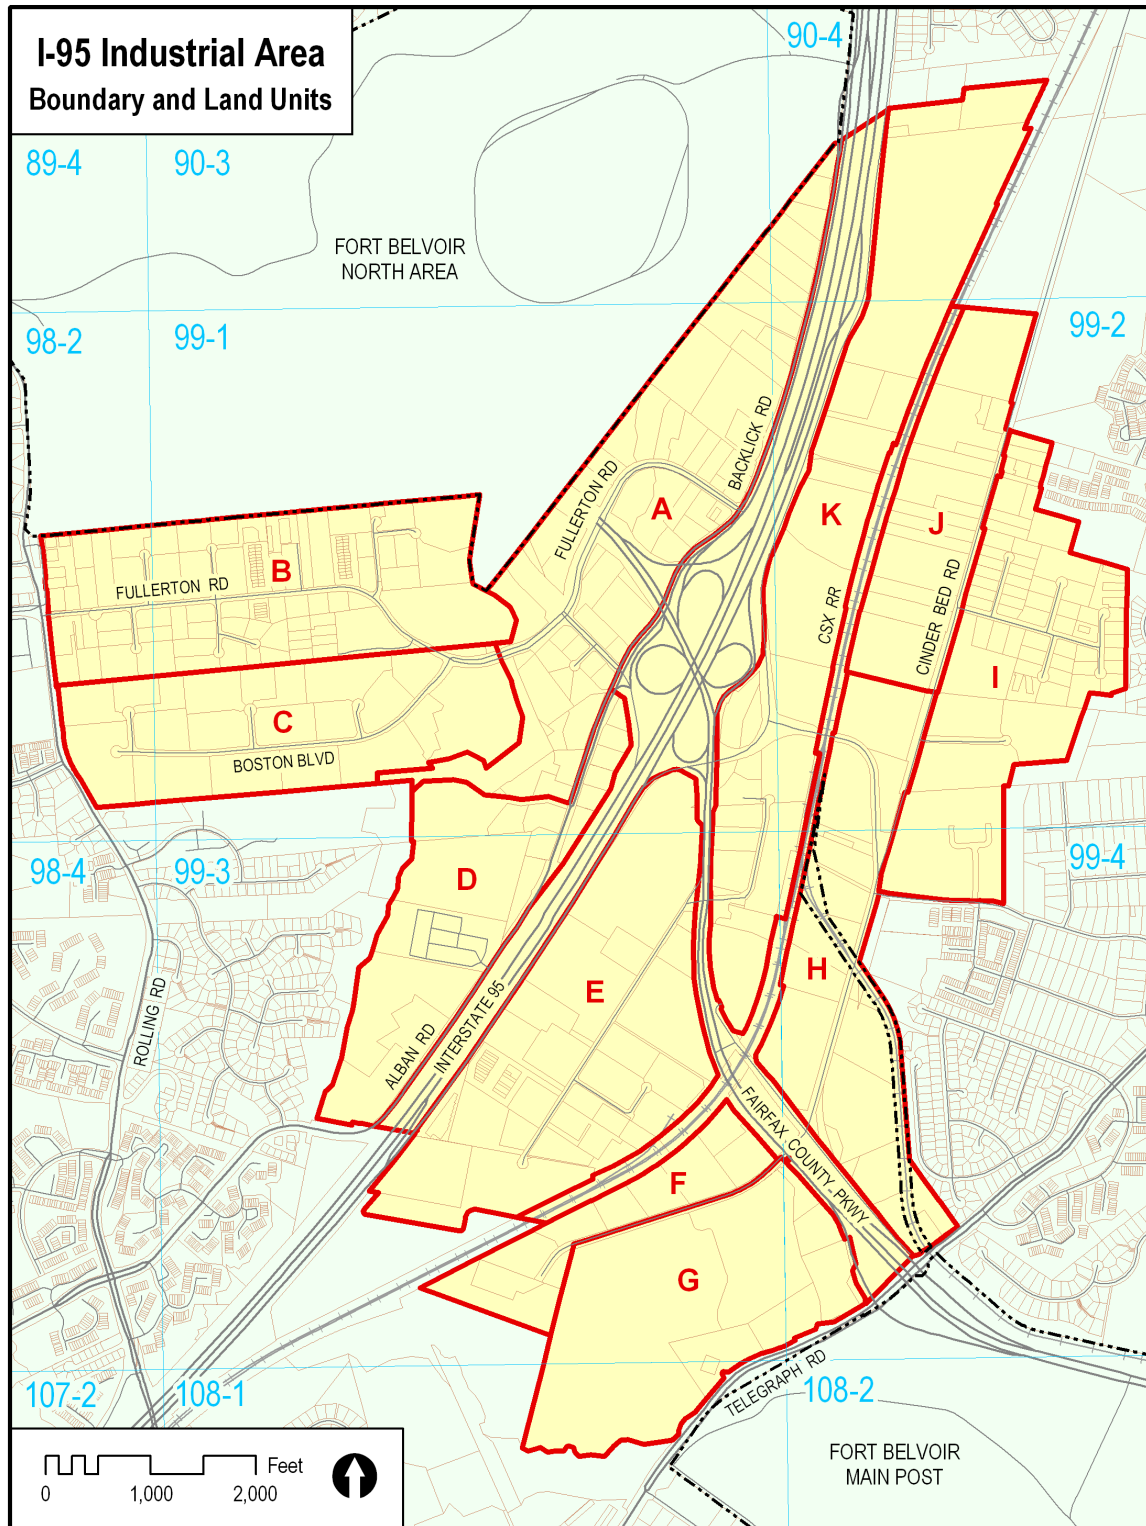 I-95 Industrial Area
Boundary and Land Units
90-4
89-4
90-3
FORT BELVOIR
NORTH AREA
98-2
99-1
99-2
BACKLICK RD
FULLERTON RD
A
K
J
B
FULLERTON RD
CSX RR
CINDER BED RD
I
C
BOSTON BLVD
98-4
99-3
D
99-4
H
E
INTERSTATE 95
ROLLING RD
ALBAN RD
FAIRFAX COUNTY PKWY
F
G
107-2
108-1
TELEGRAPH RD
108-2
FORT BELVOIR
MAIN POST
Feet
0
1,000
2,000